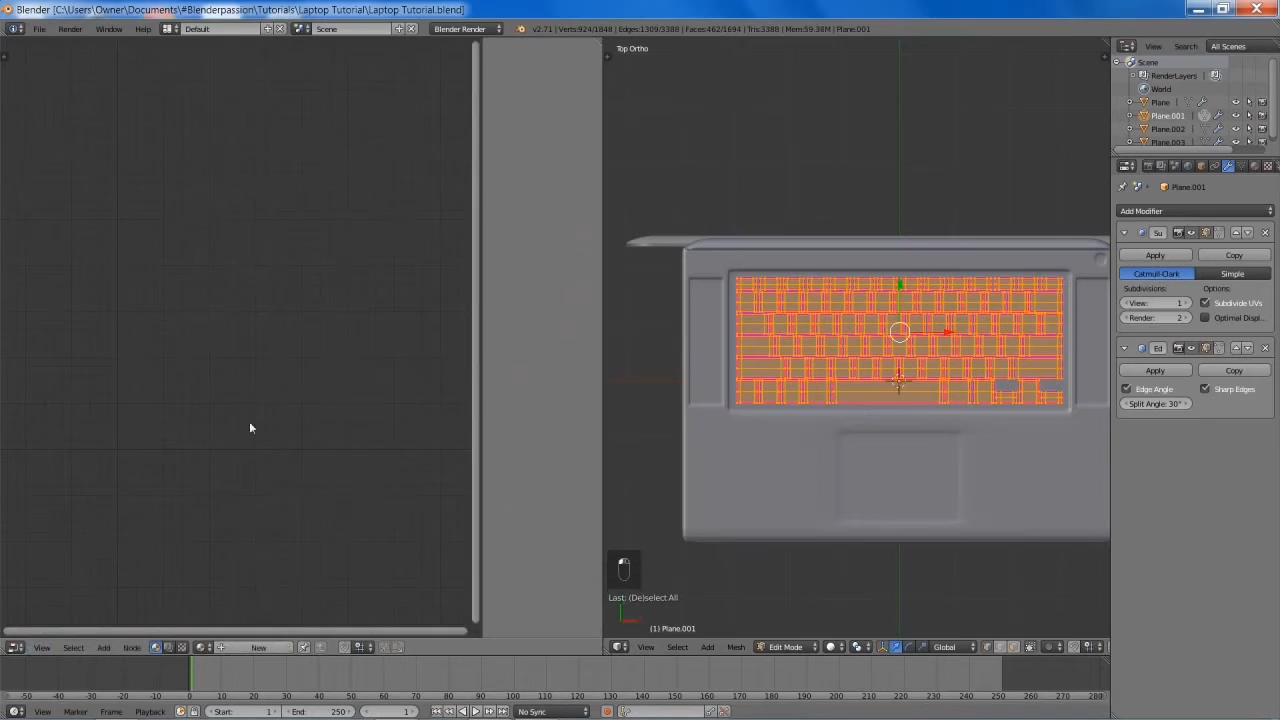 Blender [C:\Users\Owner\Documents\#Blenderpassion\Tutorials\Laptop Tutorial\Laptop Tutorial.blend]
File Render Window Help Default Scene Blender Render v2.71 | Verts:924/1848 | Edges:1309/3388 | Faces:462/1694 | Tris:3388 | Mem:59.38M | Plane.001
Top Ortho
View Search All Scenes
Scene
RenderLayers
World
Plane
Plane.001
Plane.002
Plane.003
Plane.001
Add Modifier
Su
Apply Copy
Catmull-Clark Simple
Subdivisions: Options:
View: 1 Subdivide UVs
Render: 2 Optimal Displ..
Ed
Apply Copy
Edge Angle Sharp Edges
Split Angle: 30°
Last: (De)select All
(1) Plane.001
View Select Add Node New
View Select Add Mesh Edit Mode Global
-50 -40 -30 -20 -10 0 10 20 30 40 50 60 70 80 90 100 110 120 130 140 150 160 170 180 190 200 210 220 230 240 250 260 270 280
View Marker Frame Playback Start: 1 End: 250 1 No Sync